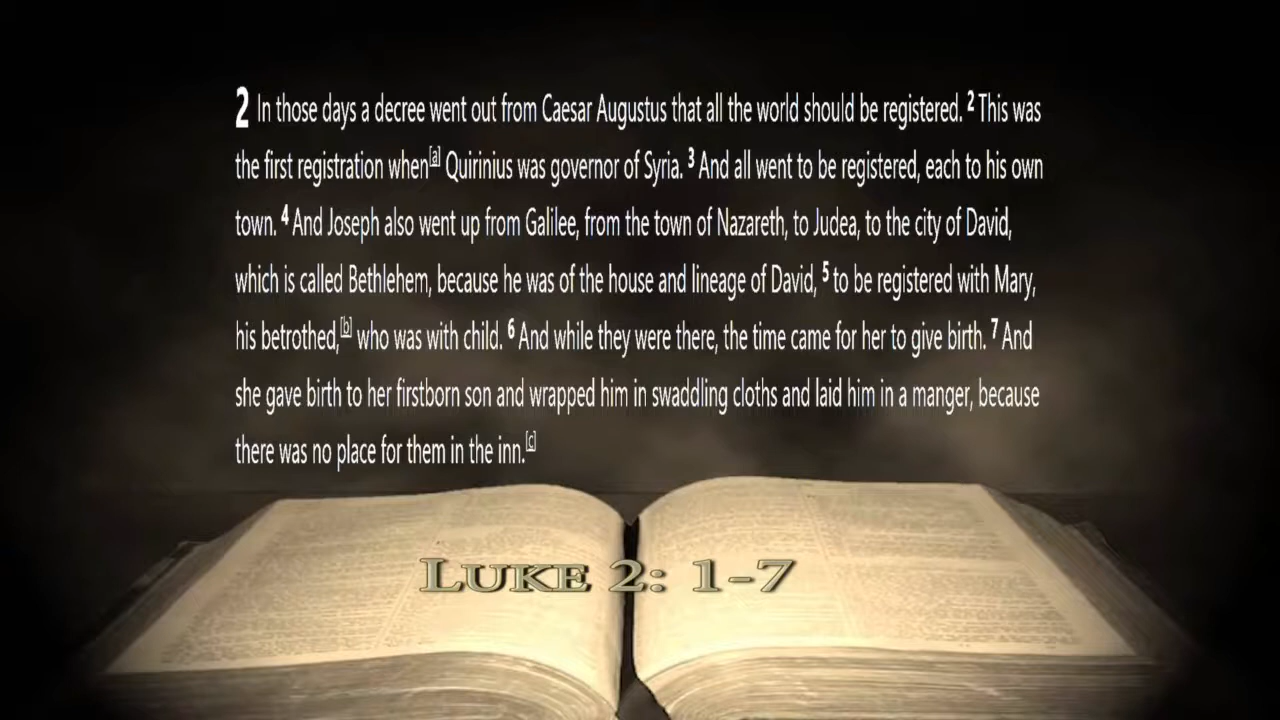 2 In those days a decree went out from Caesar Augustus that all the world should be registered. 2 This was
the first registration when[a] Quirinius was governor of Syria. 3 And all went to be registered, each to his own
town. 4 And Joseph also went up from Galilee, from the town of Nazareth, to Judea, to the city of David,
which is called Bethlehem, because he was of the house and lineage of David, 5 to be registered with Mary,
his betrothed,[b] who was with child. 6 And while they were there, the time came for her to give birth. 7 And
she gave birth to her firstborn son and wrapped him in swaddling cloths and laid him in a manger, because
there was no place for them in the inn.[c]
LUKE 2: 1-7